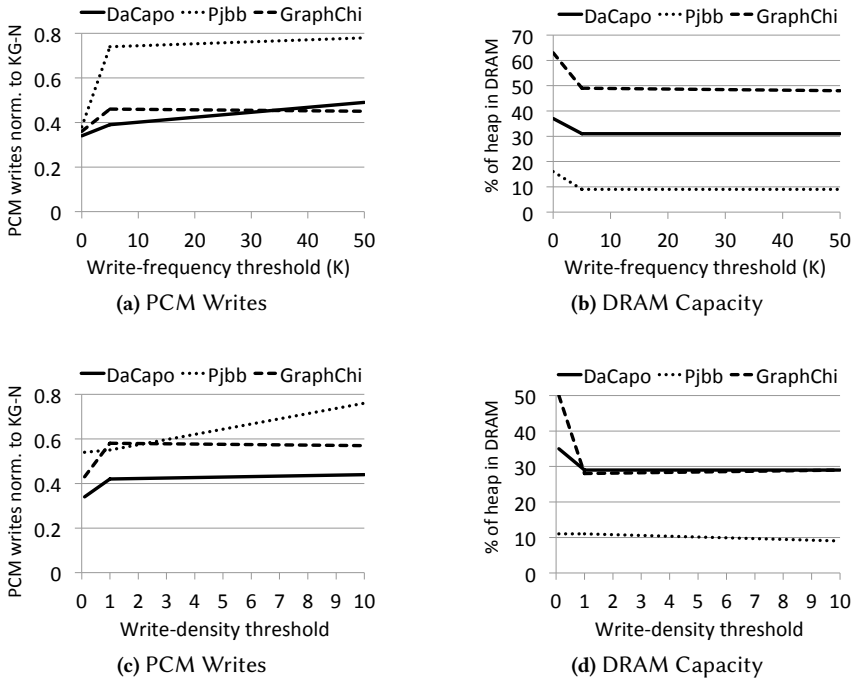 DaCapo Pjbb GraphChi
PCM writes norm. to KG-N
0.8
0.6
0.4
0.2
0
0 10 20 30 40 50
Write-frequency threshold (K)
(a) PCM Writes
DaCapo Pjbb GraphChi
% of heap in DRAM
70
60
50
40
30
20
10
0
0 10 20 30 40 50
Write-frequency threshold (K)
(b) DRAM Capacity
DaCapo Pjbb GraphChi
PCM writes norm. to KG-N
0.8
0.6
0.4
0.2
0
0 1 2 3 4 5 6 7 8 9 10
Write-density threshold
(c) PCM Writes
DaCapo Pjbb GraphChi
% of heap in DRAM
50
40
30
20
10
0
0 1 2 3 4 5 6 7 8 9 10
Write-density threshold
(d) DRAM Capacity